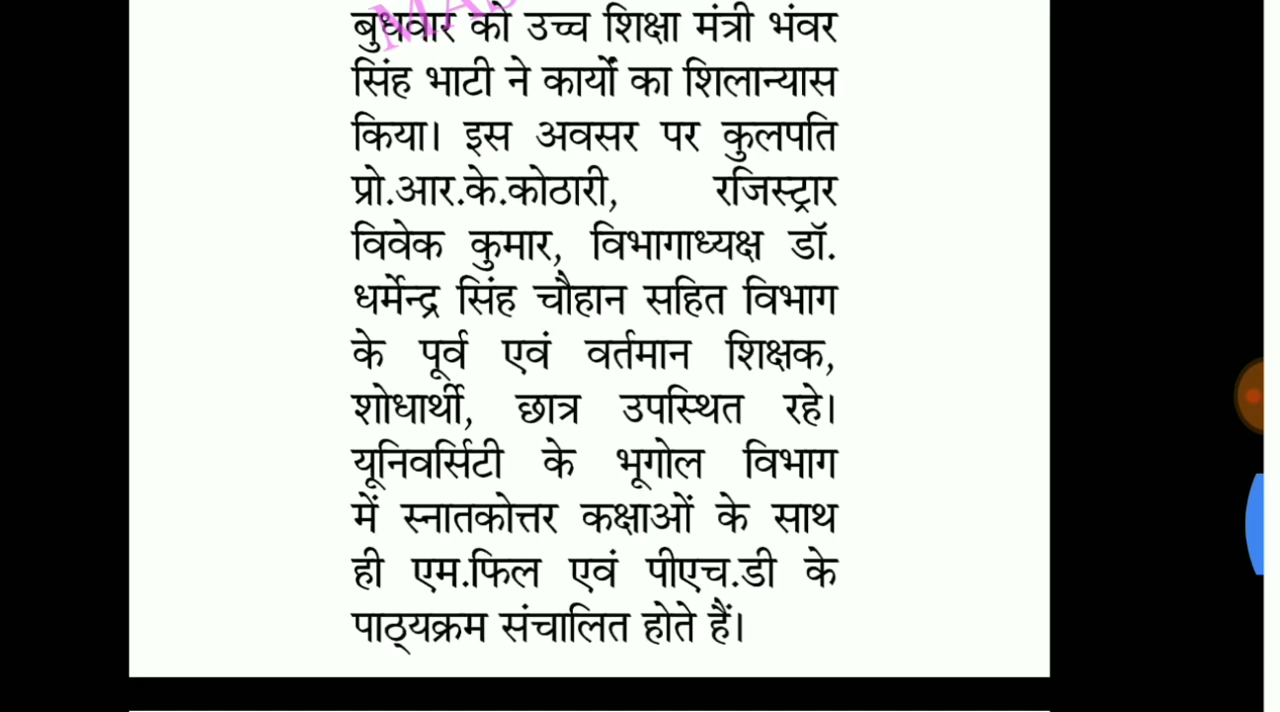 बुधवार को उच्च शिक्षा मंत्री भंवर
सिंह भाटी ने कार्यों का शिलान्यास
किया। इस अवसर पर कुलपति
प्रो.आर.के.कोठारी, रजिस्ट्रार
विवेक कुमार, विभागाध्यक्ष डॉ.
धर्मेन्द्र सिंह चौहान सहित विभाग
के पूर्व एवं वर्तमान शिक्षक,
शोधार्थी, छात्र उपस्थित रहे।
यूनिवर्सिटी के भूगोल विभाग
में स्नातकोत्तर कक्षाओं के साथ
ही एम.फिल एवं पीएच.डी के
पाठ्यक्रम संचालित होते हैं।